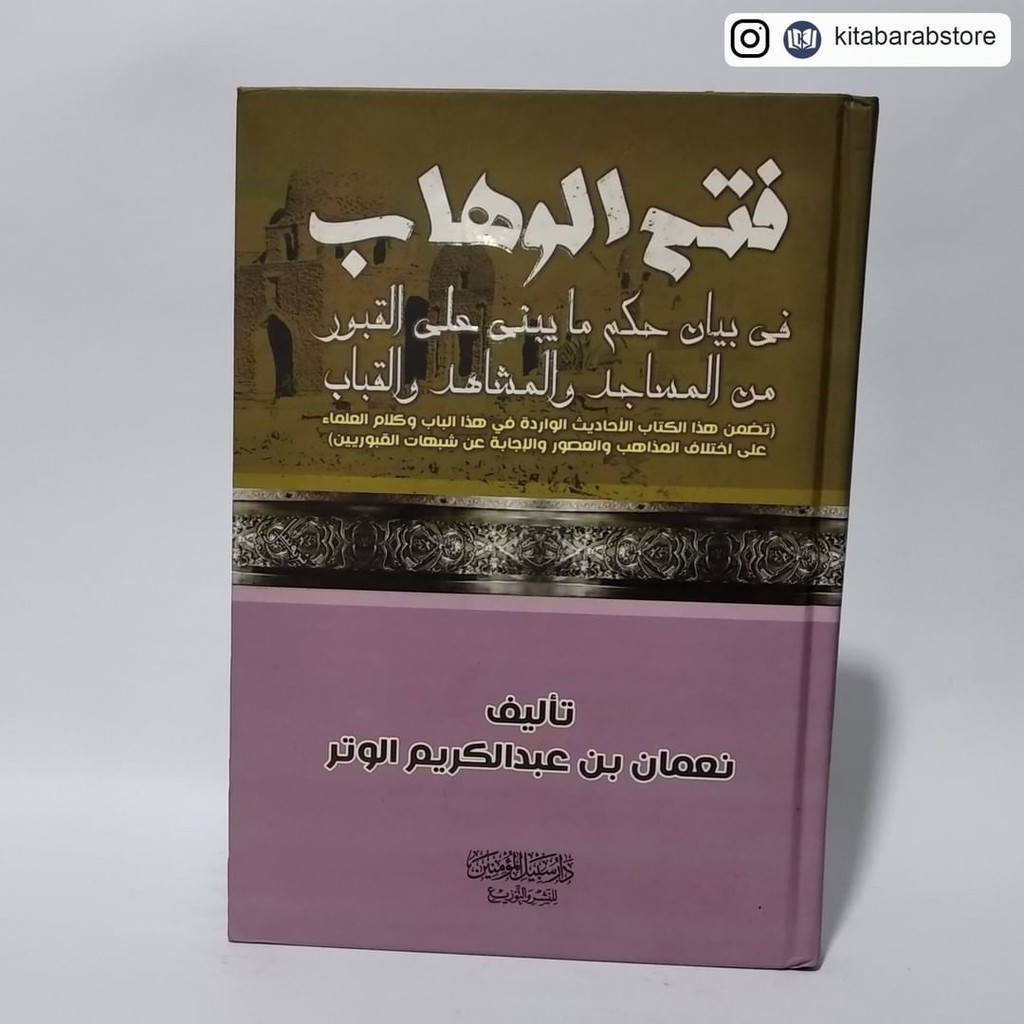 kitabarabstore
فتح الوهاب
في بيان حكم ما يبنى على القبور
من المساجد والمشاهد والقباب
(تضمن هذا الكتاب الأحاديث الواردة في هذا الباب وكلام العلماء
على اختلاف المذاهب والعصور والإجابة عن شبهات القبوريين)
تأليف
نعمان بن عبدالكريم الوتر
دار سبيل المؤمنين
للنشر والتوزيع